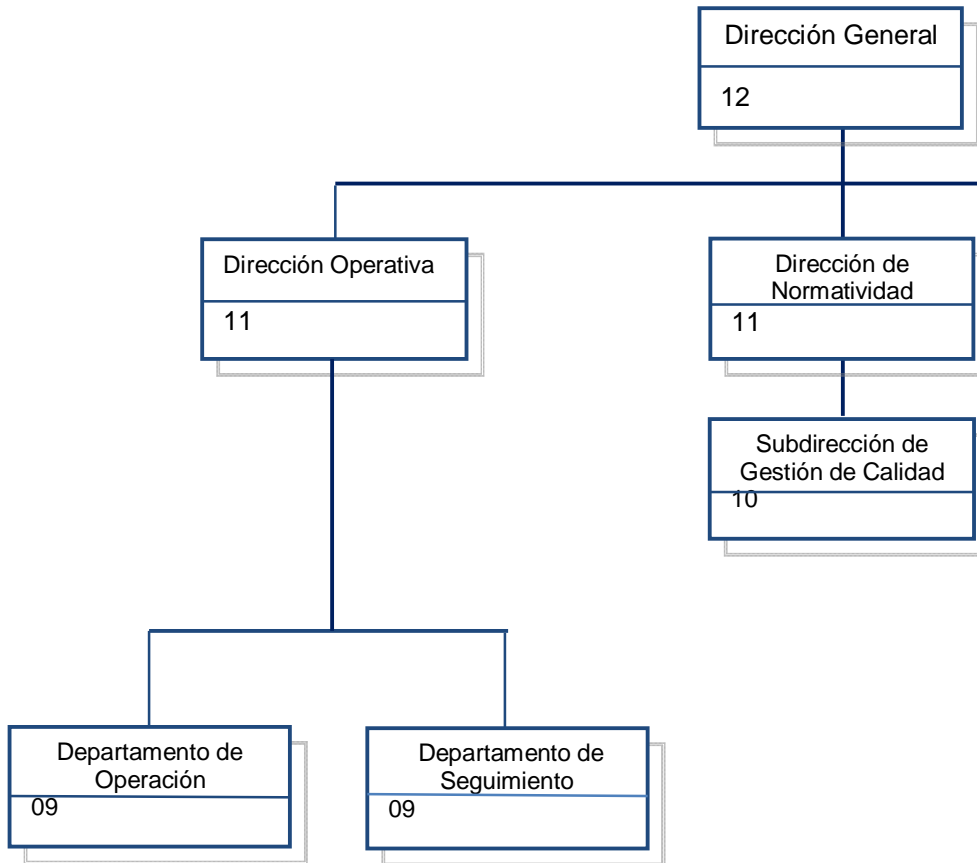 Dirección General
12
Dirección Operativa
11
Dirección de
Normatividad
11
Subdirección de
Gestión de Calidad
10
Departamento de
Operación
09
Departamento de
Seguimiento
09